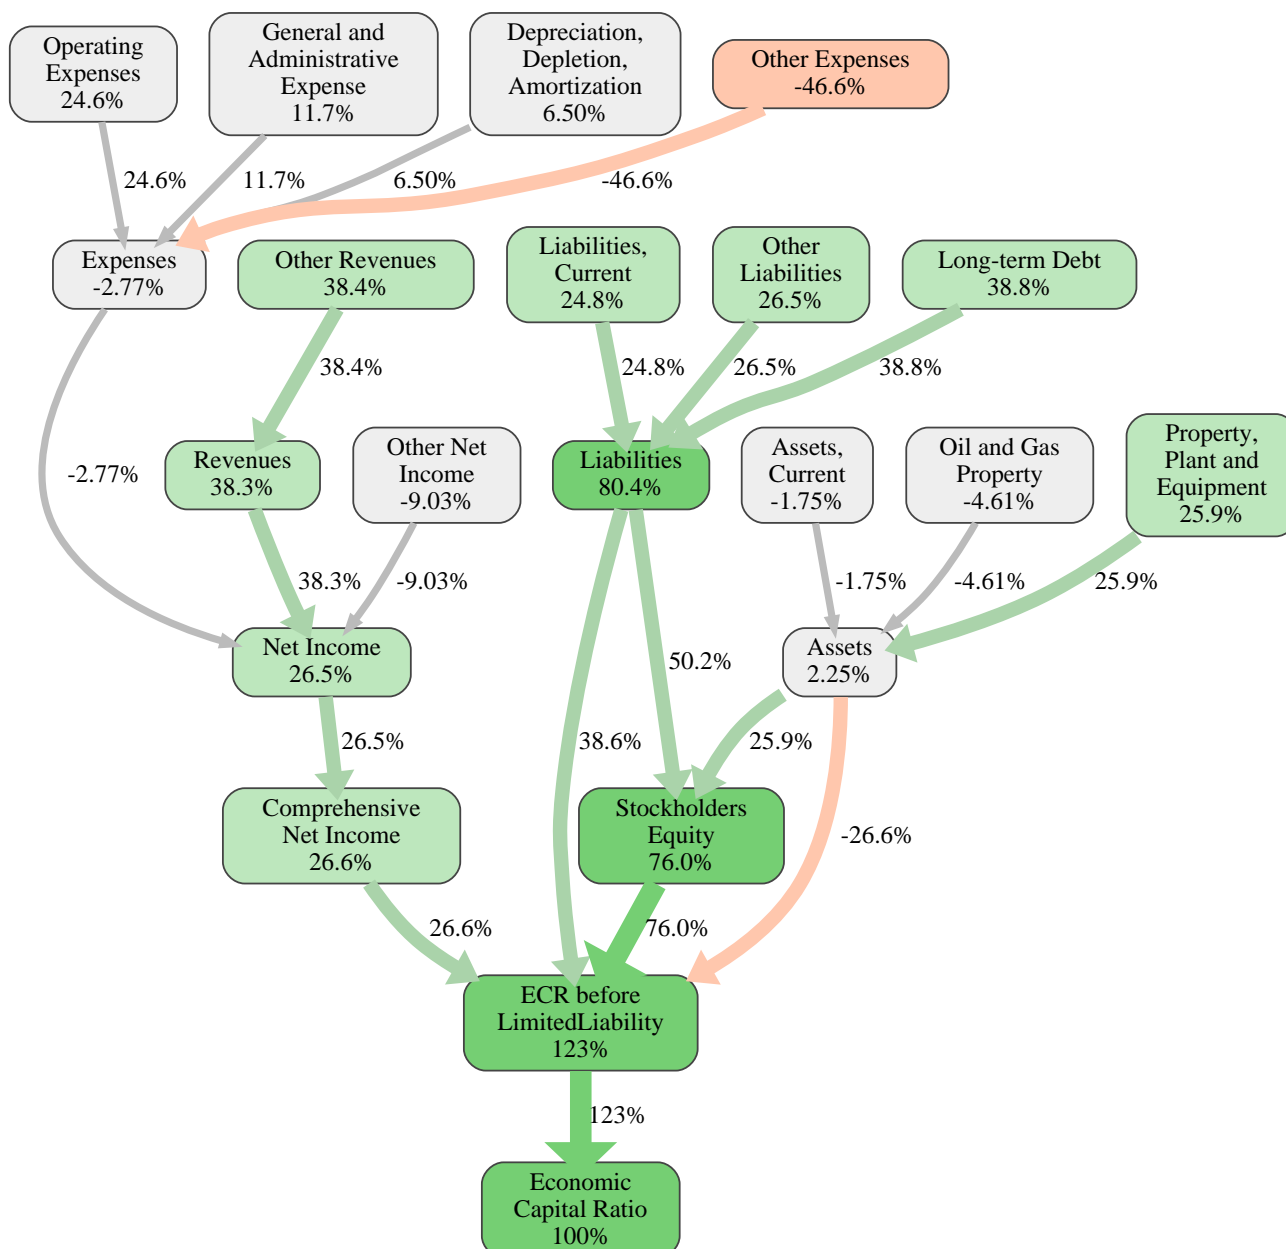 Operating
Expenses
24.6%
General and
Administrative
Expense
11.7%
Depreciation,
Depletion,
Amortization
6.50%
Other Expenses
-46.6%
24.6%
11.7%
6.50%
-46.6%
Expenses
-2.77%
Other Revenues
38.4%
Liabilities,
Current
24.8%
Other
Liabilities
26.5%
Long-term Debt
38.8%
38.4%
24.8%
26.5%
38.8%
-2.77%
Revenues
38.3%
Other Net
Income
-9.03%
Liabilities
80.4%
Assets,
Current
-1.75%
Oil and Gas
Property
-4.61%
Property,
Plant and
Equipment
25.9%
38.3%
-9.03%
-1.75%
-4.61%
25.9%
Net Income
26.5%
50.2%
Assets
2.25%
26.5%
38.6%
25.9%
Comprehensive
Net Income
26.6%
Stockholders
Equity
76.0%
-26.6%
26.6%
76.0%
ECR before
LimitedLiability
123%
123%
Economic
Capital Ratio
100%